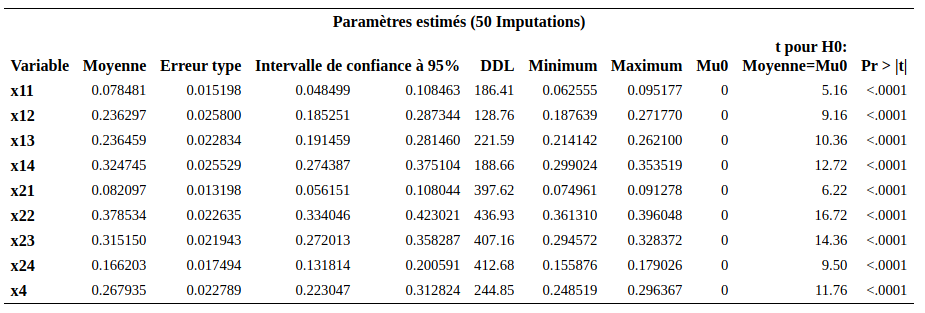 Paramètres estimés (50 Imputations)
t pour H0:
Variable Moyenne Erreur type Intervalle de confiance à 95% DDL Minimum Maximum Mu0 Moyenne=Mu0 Pr > |t|
x11 0.078481 0.015198 0.048499 0.108463 186.41 0.062555 0.095177 0 5.16 <.0001
x12 0.236297 0.025800 0.185251 0.287344 128.76 0.187639 0.271770 0 9.16 <.0001
x13 0.236459 0.022834 0.191459 0.281460 221.59 0.214142 0.262100 0 10.36 <.0001
x14 0.324745 0.025529 0.274387 0.375104 188.66 0.299024 0.353519 0 12.72 <.0001
x21 0.082097 0.013198 0.056151 0.108044 397.62 0.074961 0.091278 0 6.22 <.0001
x22 0.378534 0.022635 0.334046 0.423021 436.93 0.361310 0.396048 0 16.72 <.0001
x23 0.315150 0.021943 0.272013 0.358287 407.16 0.294572 0.328372 0 14.36 <.0001
x24 0.166203 0.017494 0.131814 0.200591 412.68 0.155876 0.179026 0 9.50 <.0001
x4 0.267935 0.022789 0.223047 0.312824 244.85 0.248519 0.296367 0 11.76 <.0001